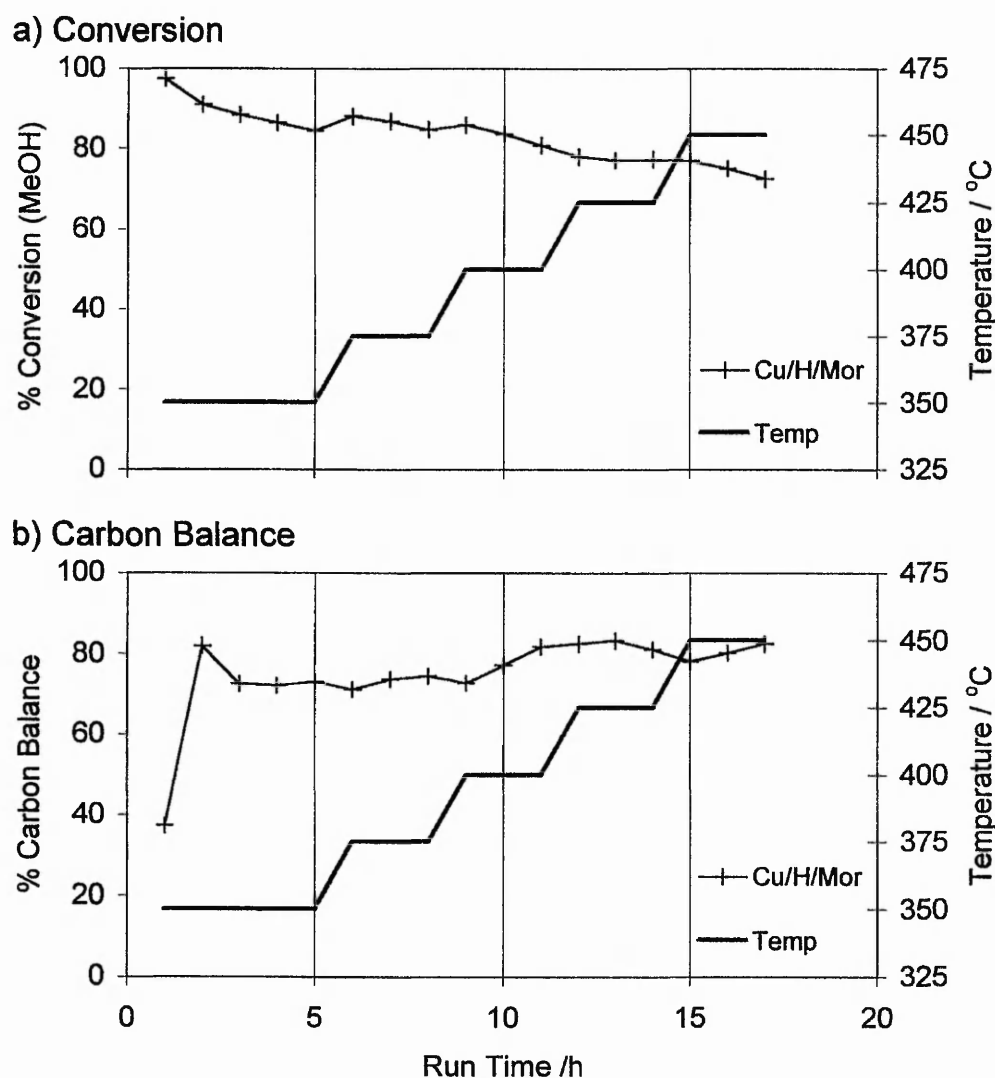 a) Conversion
100
80
60
40
20
0
% Conversion (MeOH)
475
450
425
400
375
350
325
Temperature / °C
Cu/H/Mor
Temp
b) Carbon Balance
100
80
60
40
20
0
% Carbon Balance
475
450
425
400
375
350
325
Temperature / °C
Cu/H/Mor
Temp
0 5 10 15 20
Run Time /h